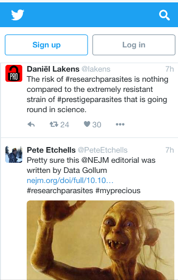 Sign up
Log in
Daniël Lakens @lakens 7h
The risk of #researchparasites is nothing
compared to the extremely resistant
strain of #prestigeparasites that is going
round in science.
24 30
Pete Etchells @PeteEtchells 7h
Pretty sure this @NEJM editorial was
written by Data Gollum
nejm.org/doi/full/10.10…
#researchparasites #myprecious